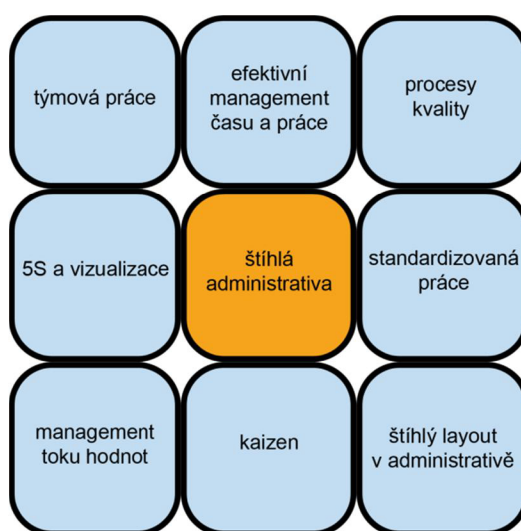 týmová práce
efektivní
management
času a práce
procesy
kvality
5S a vizualizace
štíhlá
administrativa
standardizovaná
práce
management
toku hodnot
kaizen
štíhlý layout
v administrativě